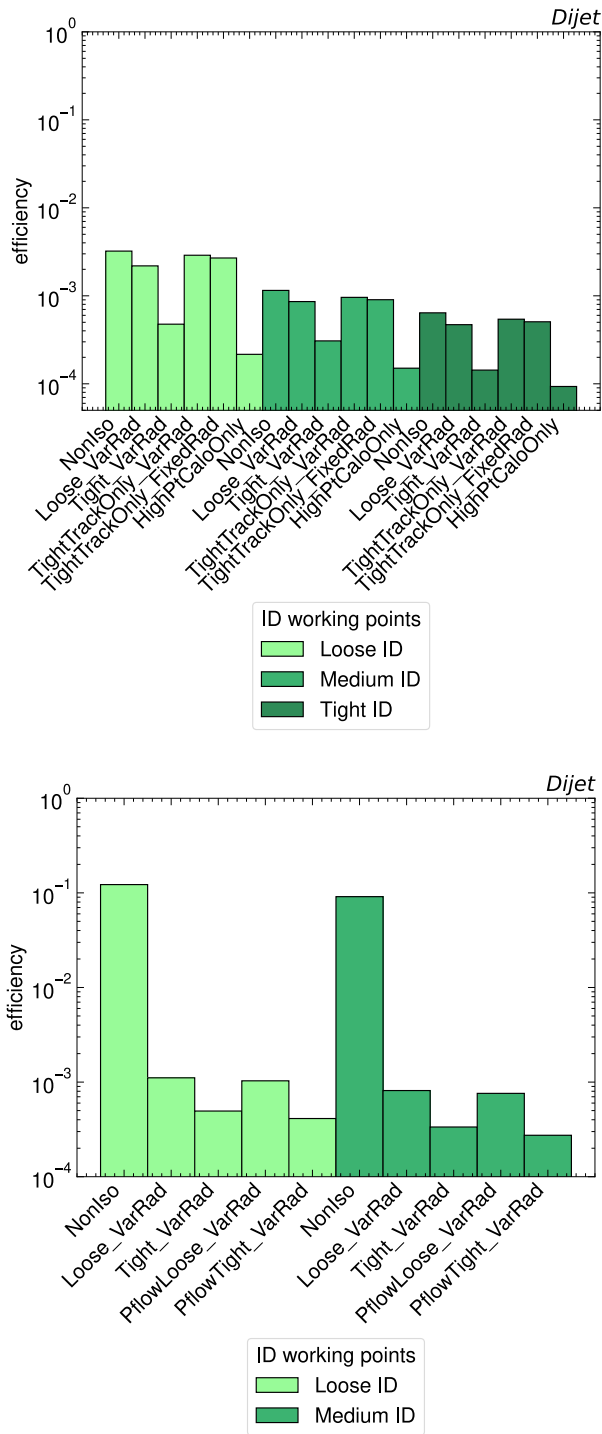 Dijet
10^0
10^-1
10^-2
10^-3
10^-4
efficiency
NonIso
Loose_VarRad
Tight_VarRad
TightTrackOnly_VarRad
TightTrackOnly_FixedRad
HighPtCaloOnly
NonIso
Loose_VarRad
Tight_VarRad
TightTrackOnly_VarRad
TightTrackOnly_FixedRad
HighPtCaloOnly
NonIso
Loose_VarRad
Tight_VarRad
TightTrackOnly_VarRad
TightTrackOnly_FixedRad
HighPtCaloOnly
ID working points
Loose ID
Medium ID
Tight ID
Dijet
10^0
10^-1
10^-2
10^-3
10^-4
efficiency
NonIso
Loose_VarRad
Tight_VarRad
PflowLoose_VarRad
PflowTight_VarRad
NonIso
Loose_VarRad
Tight_VarRad
PflowLoose_VarRad
PflowTight_VarRad
ID working points
Loose ID
Medium ID